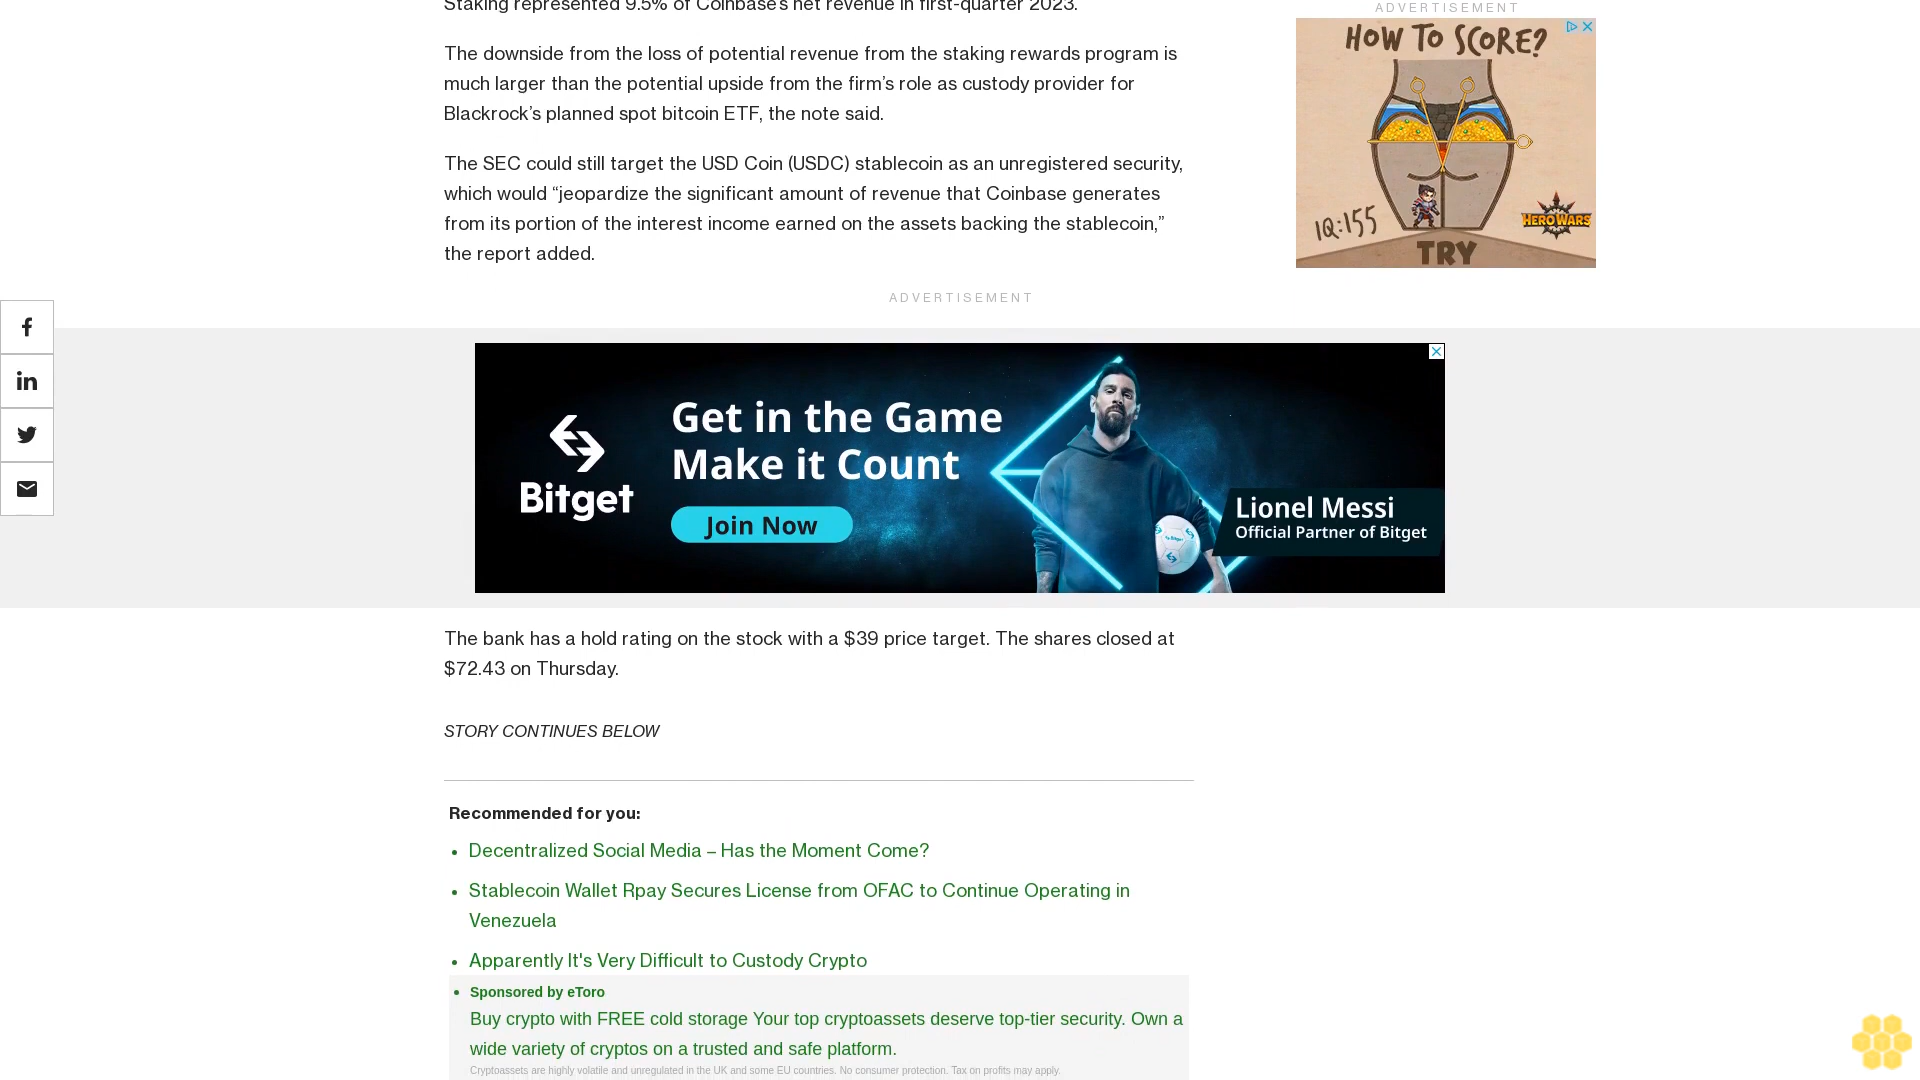 Staking represented 9.5% of Coinbase's net revenue in first-quarter 2023.
The downside from the loss of potential revenue from the staking rewards program is
much larger than the potential upside from the firm’s role as custody provider for
Blackrock’s planned spot bitcoin ETF, the note said.
The SEC could still target the USD Coin (USDC) stablecoin as an unregistered security,
which would “jeopardize the significant amount of revenue that Coinbase generates
from its portion of the interest income earned on the assets backing the stablecoin,”
the report added.
ADVERTISEMENT
HOW TO SCORE?
IQ:155
HERO WARS
TRY
ADVERTISEMENT
Bitget
Get in the Game
Make it Count
Join Now
Lionel Messi
Official Partner of Bitget
The bank has a hold rating on the stock with a $39 price target. The shares closed at
$72.43 on Thursday.
STORY CONTINUES BELOW
Recommended for you:
• Decentralized Social Media – Has the Moment Come?
• Stablecoin Wallet Rpay Secures License from OFAC to Continue Operating in
Venezuela
• Apparently It's Very Difficult to Custody Crypto
• Sponsored by eToro
Buy crypto with FREE cold storage Your top cryptoassets deserve top-tier security. Own a
wide variety of cryptos on a trusted and safe platform.
Cryptoassets are highly volatile and unregulated in the UK and some EU countries. No consumer protection. Tax on profits may apply.